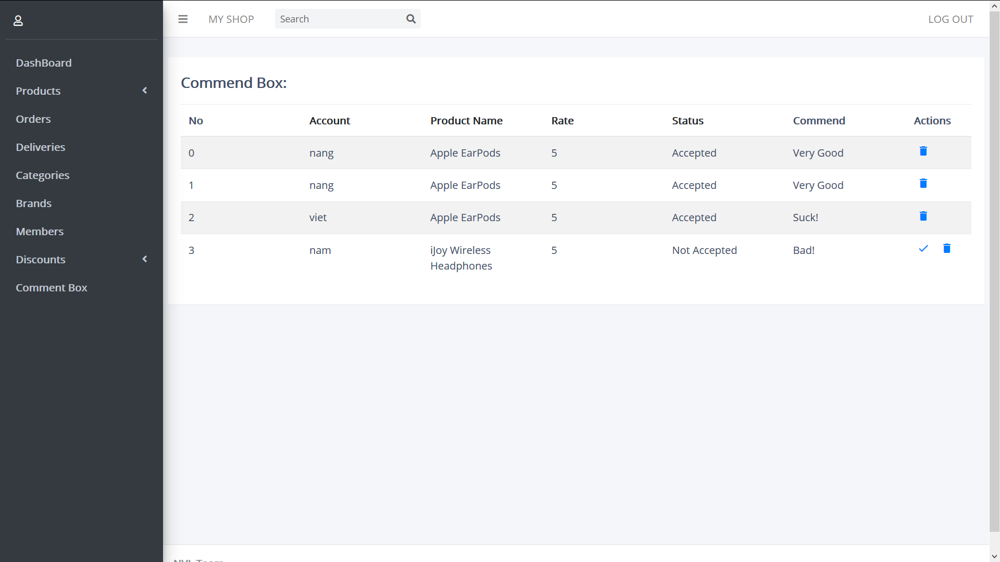 MY SHOP
Search
LOG OUT
DashBoard
Products
Orders
Deliveries
Categories
Brands
Members
Discounts
Comment Box
Commend Box:
No Account Product Name Rate Status Commend Actions
0 nang Apple EarPods 5 Accepted Very Good
1 nang Apple EarPods 5 Accepted Very Good
2 viet Apple EarPods 5 Accepted Suck!
3 nam iJoy Wireless 5 Not Accepted Bad!
Headphones